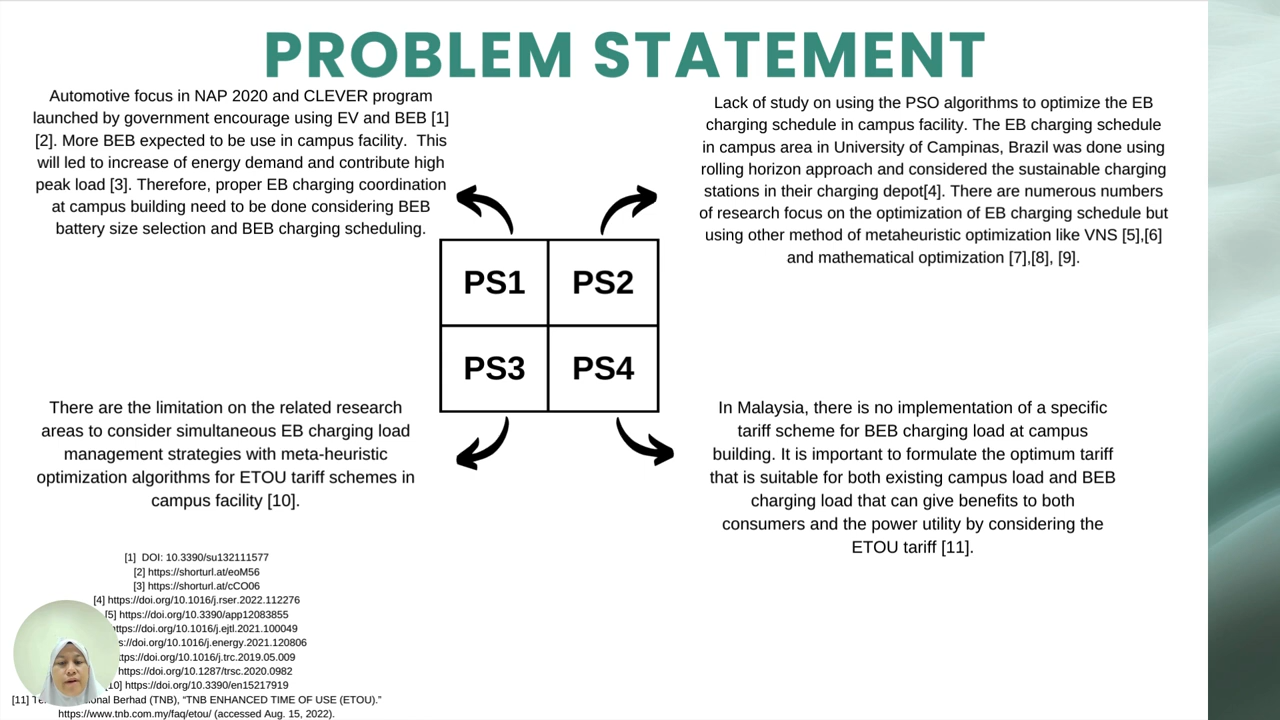 PROBLEM STATEMENT
Automotive focus in NAP 2020 and CLEVER program
launched by government encourage using EV and BEB [1]
[2]. More BEB expected to be use in campus facility.  This
will led to increase of energy demand and contribute high
peak load [3]. Therefore, proper EB charging coordination
at campus building need to be done considering BEB
battery size selection and BEB charging scheduling.
Lack of study on using the PSO algorithms to optimize the EB
charging schedule in campus facility. The EB charging schedule
in campus area in University of Campinas, Brazil was done using
rolling horizon approach and considered the sustainable charging
stations in their charging depot[4]. There are numerous numbers
of research focus on the optimization of EB charging schedule but
using other method of metaheuristic optimization like VNS [5],[6]
and mathematical optimization [7],[8], [9].
PS1
PS2
PS3
PS4
There are the limitation on the related research
areas to consider simultaneous EB charging load
management strategies with meta-heuristic
optimization algorithms for ETOU tariff schemes in
campus facility [10].
In Malaysia, there is no implementation of a specific
tariff scheme for BEB charging load at campus
building. It is important to formulate the optimum tariff
that is suitable for both existing campus load and BEB
charging load that can give benefits to both
consumers and the power utility by considering the
ETOU tariff [11].
[1]  DOI: 10.3390/su132111577
[2] https://shorturl.at/eoM56
[3] https://shorturl.at/cCO06
[4] https://doi.org/10.1016/j.rser.2022.112276
[5] https://doi.org/10.3390/app12083855
https://doi.org/10.1016/j.ejtl.2021.100049
s://doi.org/10.1016/j.energy.2021.120806
ttps://doi.org/10.1016/j.trc.2019.05.009
https://doi.org/10.1287/trsc.2020.0982
10] https://doi.org/10.3390/en15217919
[11] Berhad (TNB), "TNB ENHANCED TIME OF USE (ETOU)."
https://www.tnb.com.my/faq/etou/ (accessed Aug. 15, 2022).